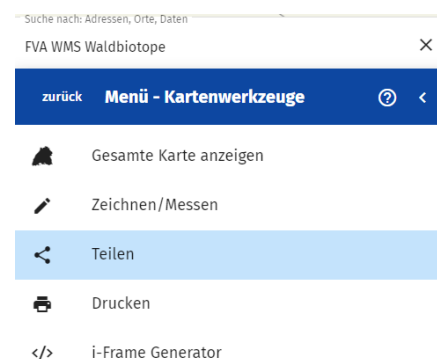 Suche nach: Adressen, Orte, Daten
FVA WMS Waldbiotope
zurück Menü - Kartenwerkzeuge
Gesamte Karte anzeigen
Zeichnen/Messen
Teilen
Drucken
i-Frame Generator